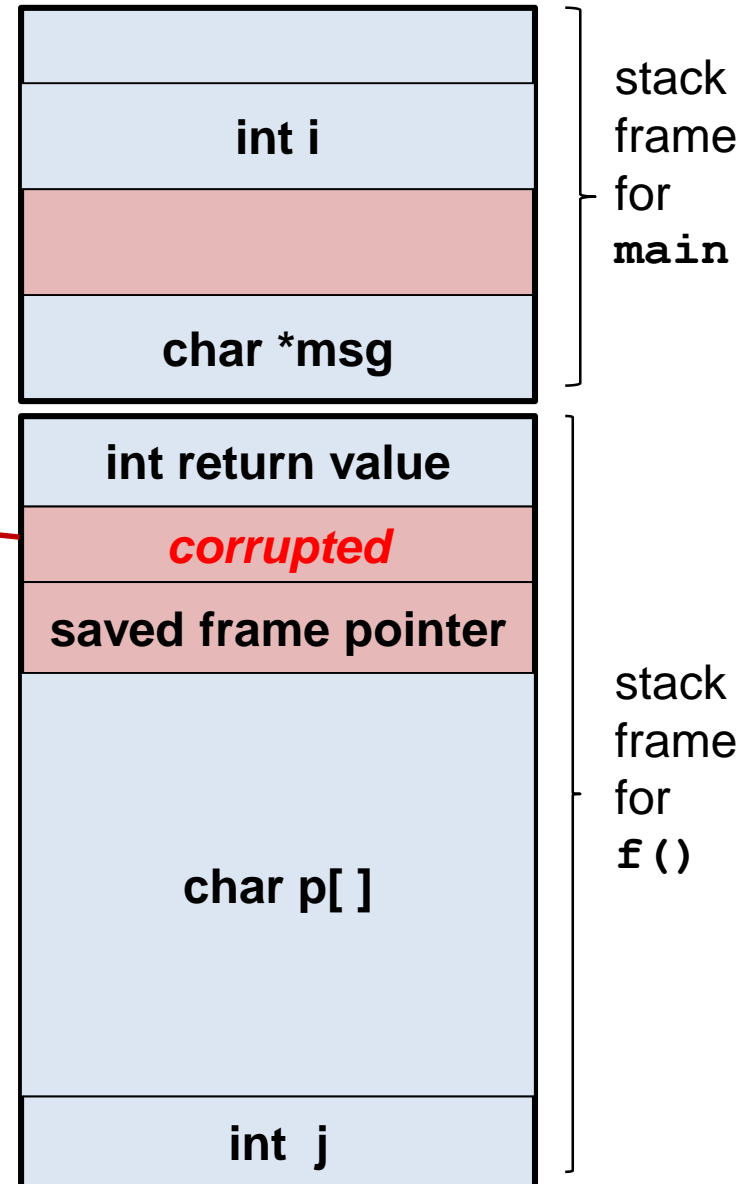 int i
char *msg
stack
frame
for
main
int return value
corrupted
saved frame pointer
char p[ ]
int j
stack
frame
for
f()